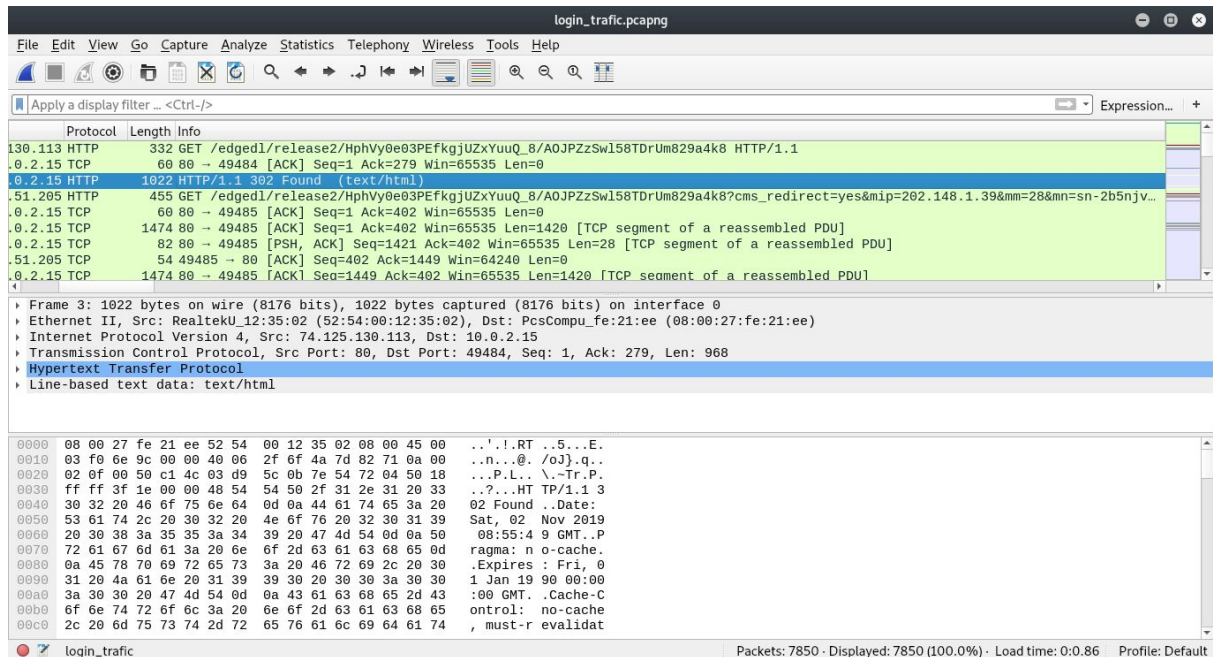 login_trafic.pcapng
File Edit View Go Capture Analyze Statistics Telephony Wireless Tools Help
Apply a display filter ... <Ctrl-/> Expression... +
Protocol Length Info
130.113 HTTP 332 GET /edgedl/release2/HphVy0e03PEfkgjUZxYuuQ_8/AOJPZzSwl58TDrUm829a4k8 HTTP/1.1
.0.2.15 TCP 60 80 → 49484 [ACK] Seq=1 Ack=279 Win=65535 Len=0
.0.2.15 HTTP 1022 HTTP/1.1 302 Found (text/html)
.51.205 HTTP 455 GET /edgedl/release2/HphVy0e03PEfkgjUZxYuuQ_8/AOJPZzSwl58TDrUm829a4k8?cms_redirect=yes&mip=202.148.1.39&mm=28&mn=sn-2b5njv…
.0.2.15 TCP 60 80 → 49485 [ACK] Seq=1 Ack=402 Win=65535 Len=0
.0.2.15 TCP 1474 80 → 49485 [ACK] Seq=1 Ack=402 Win=65535 Len=1420 [TCP segment of a reassembled PDU]
.0.2.15 TCP 82 80 → 49485 [PSH, ACK] Seq=1421 Ack=402 Win=65535 Len=28 [TCP segment of a reassembled PDU]
.51.205 TCP 54 49485 → 80 [ACK] Seq=402 Ack=1449 Win=64240 Len=0
.0.2.15 TCP 1474 80 → 49485 [ACK] Seq=1449 Ack=402 Win=65535 Len=1420 [TCP segment of a reassembled PDU]
Frame 3: 1022 bytes on wire (8176 bits), 1022 bytes captured (8176 bits) on interface 0
Ethernet II, Src: RealtekU_12:35:02 (52:54:00:12:35:02), Dst: PcsCompu_fe:21:ee (08:00:27:fe:21:ee)
Internet Protocol Version 4, Src: 74.125.130.113, Dst: 10.0.2.15
Transmission Control Protocol, Src Port: 80, Dst Port: 49484, Seq: 1, Ack: 279, Len: 968
Hypertext Transfer Protocol
Line-based text data: text/html
0000 08 00 27 fe 21 ee 52 54 00 12 35 02 08 00 45 00 ..'.!.RT ..5...E.
0010 03 f0 6e 9c 00 00 40 06 2f 6f 4a 7d 82 71 0a 00 ..n...@. /oJ}.q..
0020 02 0f 00 50 c1 4c 03 d9 5c 0b 7e 54 72 04 50 18 ...P.L.. \.~Tr.P.
0030 ff ff 3f 1e 00 00 48 54 54 50 2f 31 2e 31 20 33 ..?...HT TP/1.1 3
0040 30 32 20 46 6f 75 6e 64 0d 0a 44 61 74 65 3a 20 02 Found ..Date:
0050 53 61 74 2c 20 30 32 20 4e 6f 76 20 32 30 31 39 Sat, 02 Nov 2019
0060 20 30 38 3a 35 35 3a 34 39 20 47 4d 54 0d 0a 50 08:55:4 9 GMT..P
0070 72 61 67 6d 61 3a 20 6e 6f 2d 63 61 63 68 65 0d ragma: n o-cache.
0080 0a 45 78 70 69 72 65 73 3a 20 46 72 69 2c 20 30 .Expires : Fri, 0
0090 31 20 4a 61 6e 20 31 39 39 30 20 30 30 3a 30 30 1 Jan 19 90 00:00
00a0 3a 30 30 20 47 4d 54 0d 0a 43 61 63 68 65 2d 43 :00 GMT. .Cache-C
00b0 6f 6e 74 72 6f 6c 3a 20 6e 6f 2d 63 61 63 68 65 ontrol: no-cache
00c0 2c 20 6d 75 73 74 2d 72 65 76 61 6c 69 64 61 74 , must-r evalidat
login_trafic Packets: 7850 · Displayed: 7850 (100.0%) · Load time: 0:0.86 Profile: Default